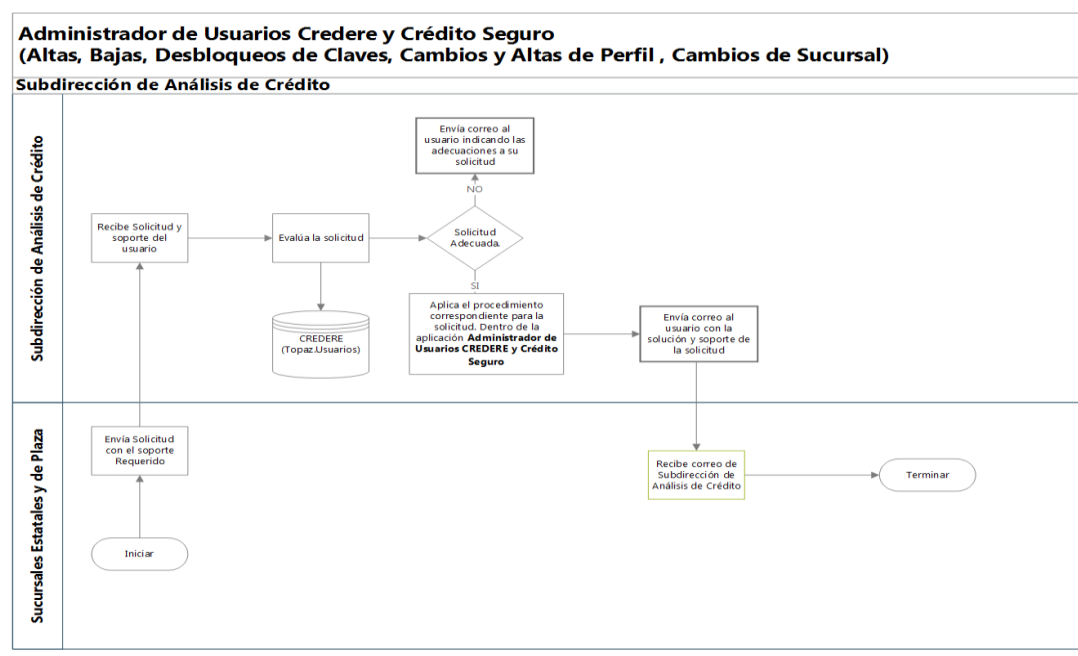 Administrador de Usuarios Credere y Crédito Seguro
(Altas, Bajas, Desbloqueos de Claves, Cambios y Altas de Perfil , Cambios de Sucursal)
Subdirección de Análisis de Crédito
Subdirección de Análisis de Crédito
Envía correo al
usuario indicando las
adecuaciones a su
solicitud
NO
Recibe Solicitud y
soporte del
usuario
Evalúa la solicitud
Solicitud
Adecuada.
SI
CREDERE
(Topaz.Usuarios)
Aplica el procedimiento
correspondiente para la
solicitud. Dentro de la
aplicación Administrador de
Usuarios CREDERE y Crédito
Seguro
Envía correo al
usuario con la
solución y soporte de
la solicitud
Sucursales Estatales y de Plaza
Envía Solicitud
con el soporte
Requerido
Iniciar
Recibe correo de
Subdirección de
Análisis de Crédito
Terminar